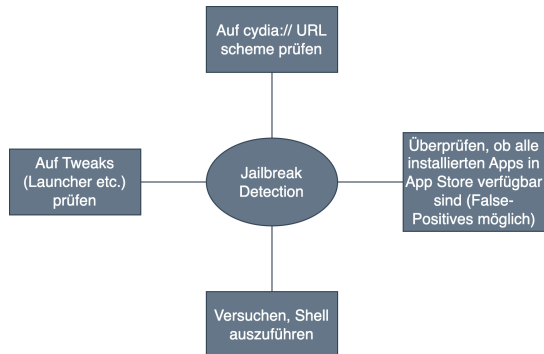 Auf cydia:// URL
scheme prüfen
Auf Tweaks
(Launcher etc.)
prüfen
Jailbreak
Detection
Überprüfen, ob alle
installierten Apps in
App Store verfügbar
sind (False-
Positives möglich)
Versuchen, Shell
auszuführen